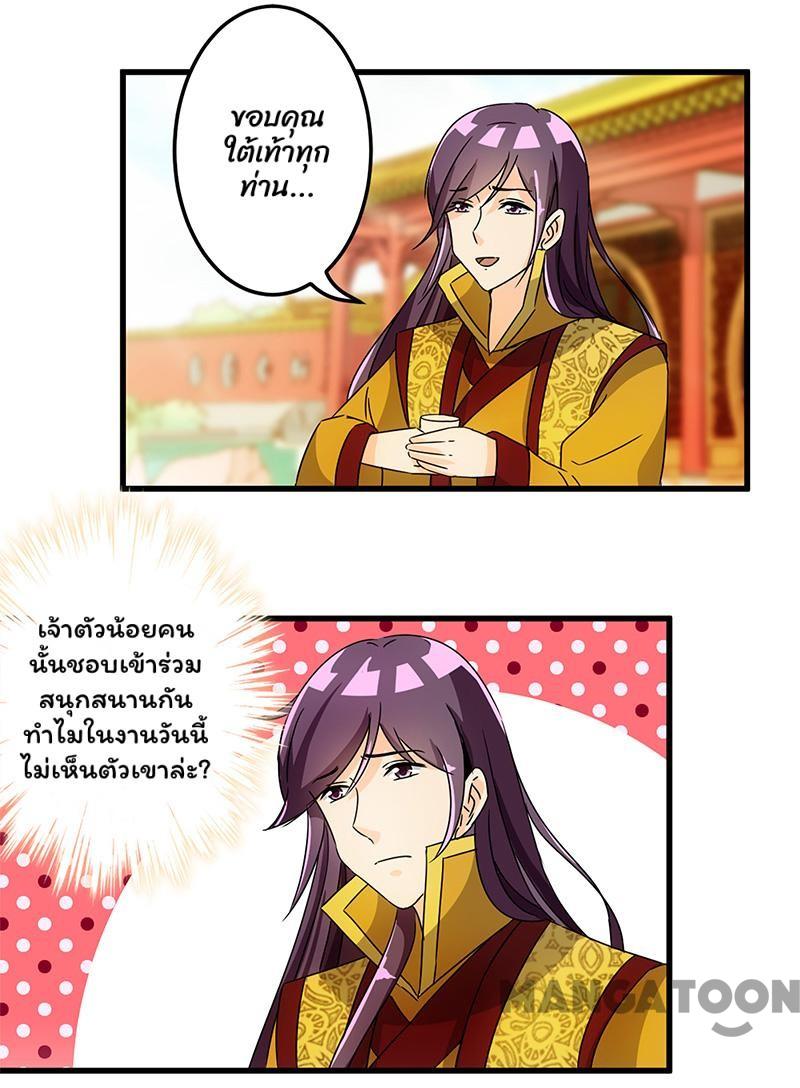 ขอบคุณ
ใต้เท้าทุก
ท่าน...
เจ้าตัวน้อยคน
นั้นชอบเข้าร่วม
สนุกสนานกัน
ทำไมในงานวันนี้
ไม่เห็นตัวเขาล่ะ?
MANGATOON